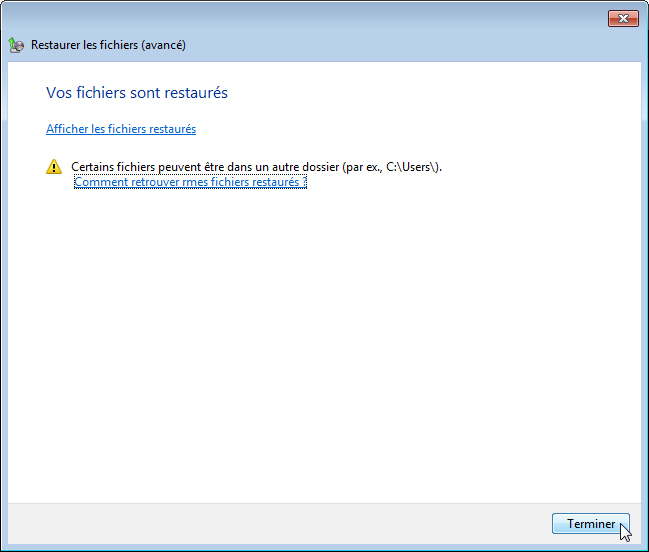 Restaurer les fichiers (avancé)
Vos fichiers sont restaurés
Afficher les fichiers restaurés
Certains fichiers peuvent être dans un autre dossier (par ex., C:\Users\).
Comment retrouver rmes fichiers restaurés ?
Terminer